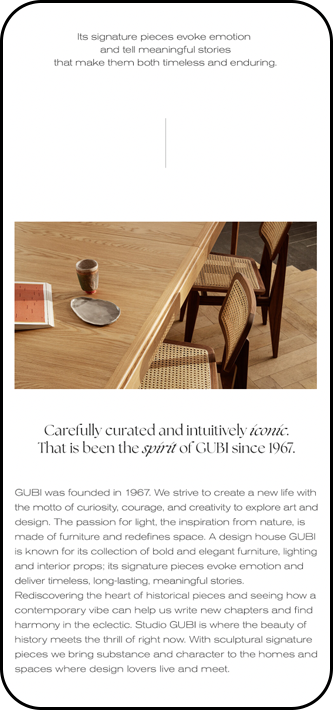 Its signature pieces evoke emotion
and tell meaningful stories
that make them both timeless and enduring.
Carefully curated and intuitively iconic.
That is been the spirit of GUBI since 1967.
GUBI was founded in 1967. We strive to create a new life with
the motto of curiosity, courage, and creativity to explore art and
design. The passion for light, the inspiration from nature, is
made of furniture and redefines space. A design house GUBI
is known for its collection of bold and elegant furniture, lighting
and interior props; its signature pieces evoke emotion and
deliver timeless, long-lasting, meaningful stories.
Rediscovering the heart of historical pieces and seeing how a
contemporary vibe can help us write new chapters and find
harmony in the eclectic. Studio GUBI is where the beauty of
history meets the thrill of right now. With sculptural signature
pieces we bring substance and character to the homes and
spaces where design lovers live and meet.